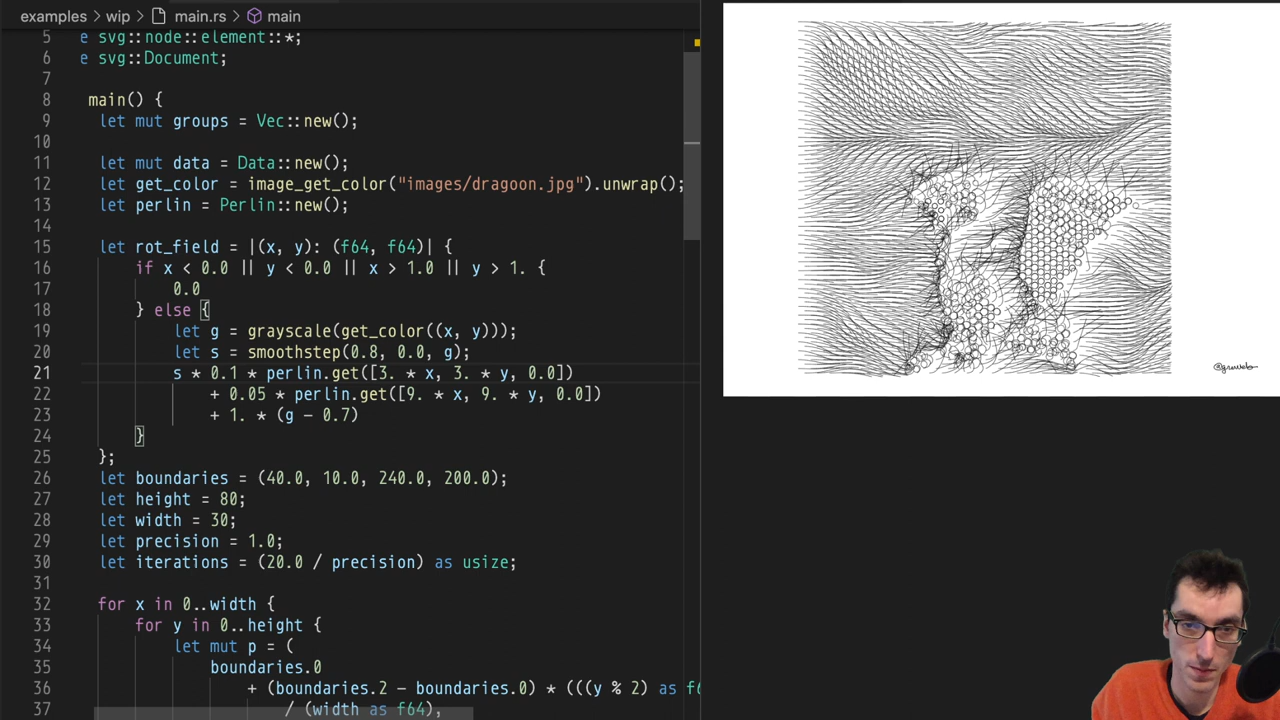 examples › wip › main.rs › main
5 e svg::node::element::*;
6 e svg::Document;
7
8 main() {
9 let mut groups = Vec::new();
10
11 let mut data = Data::new();
12 let get_color = image_get_color("images/dragoon.jpg").unwrap();
13 let perlin = Perlin::new();
14
15 let rot_field = |(x, y): (f64, f64)| {
16 if x < 0.0 || y < 0.0 || x > 1.0 || y > 1. {
17 0.0
18 } else {
19 let g = grayscale(get_color((x, y)));
20 let s = smoothstep(0.8, 0.0, g);
21 s * 0.1 * perlin.get([3. * x, 3. * y, 0.0])
22 + 0.05 * perlin.get([9. * x, 9. * y, 0.0])
23 + 1. * (g - 0.7)
24 }
25 };
26 let boundaries = (40.0, 10.0, 240.0, 200.0);
27 let height = 80;
28 let width = 30;
29 let precision = 1.0;
30 let iterations = (20.0 / precision) as usize;
31
32 for x in 0..width {
33 for y in 0..height {
34 let mut p = (
35 boundaries.0
36 + (boundaries.2 - boundaries.0) * (((y % 2) as f6
37 / (width as f64),
@greweb